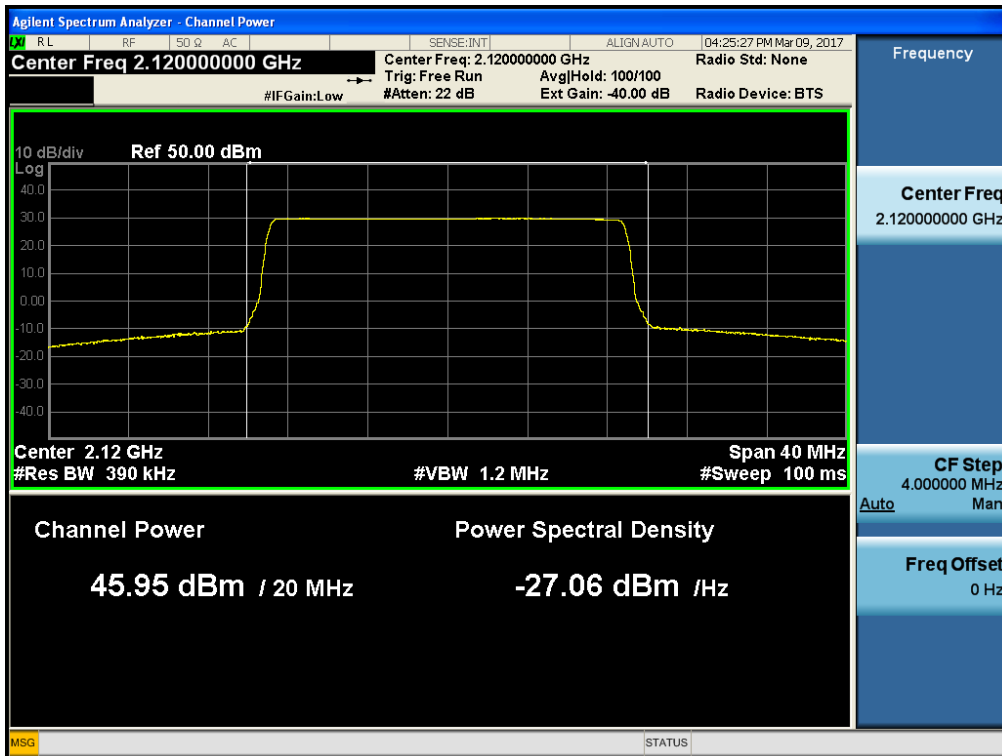 Agilent Spectrum Analyzer - Channel Power
LXI RL RF 50 Ω AC SENSE:INT ALIGN AUTO 04:25:27 PM Mar 09, 2017
Center Freq 2.120000000 GHz
Center Freq: 2.120000000 GHz Radio Std: None
Trig: Free Run Avg|Hold: 100/100
#IFGain:Low #Atten: 22 dB Ext Gain: -40.00 dB Radio Device: BTS
10 dB/div Ref 50.00 dBm
Log
40.0
30.0
20.0
10.0
0.00
-10.0
-20.0
-30.0
-40.0
Center 2.12 GHz Span 40 MHz
#Res BW 390 kHz #VBW 1.2 MHz #Sweep 100 ms
Channel Power Power Spectral Density
45.95 dBm / 20 MHz -27.06 dBm /Hz
Frequency
Center Freq
2.120000000 GHz
CF Step
4.000000 MHz
Auto Man
Freq Offset
0 Hz
MSG STATUS